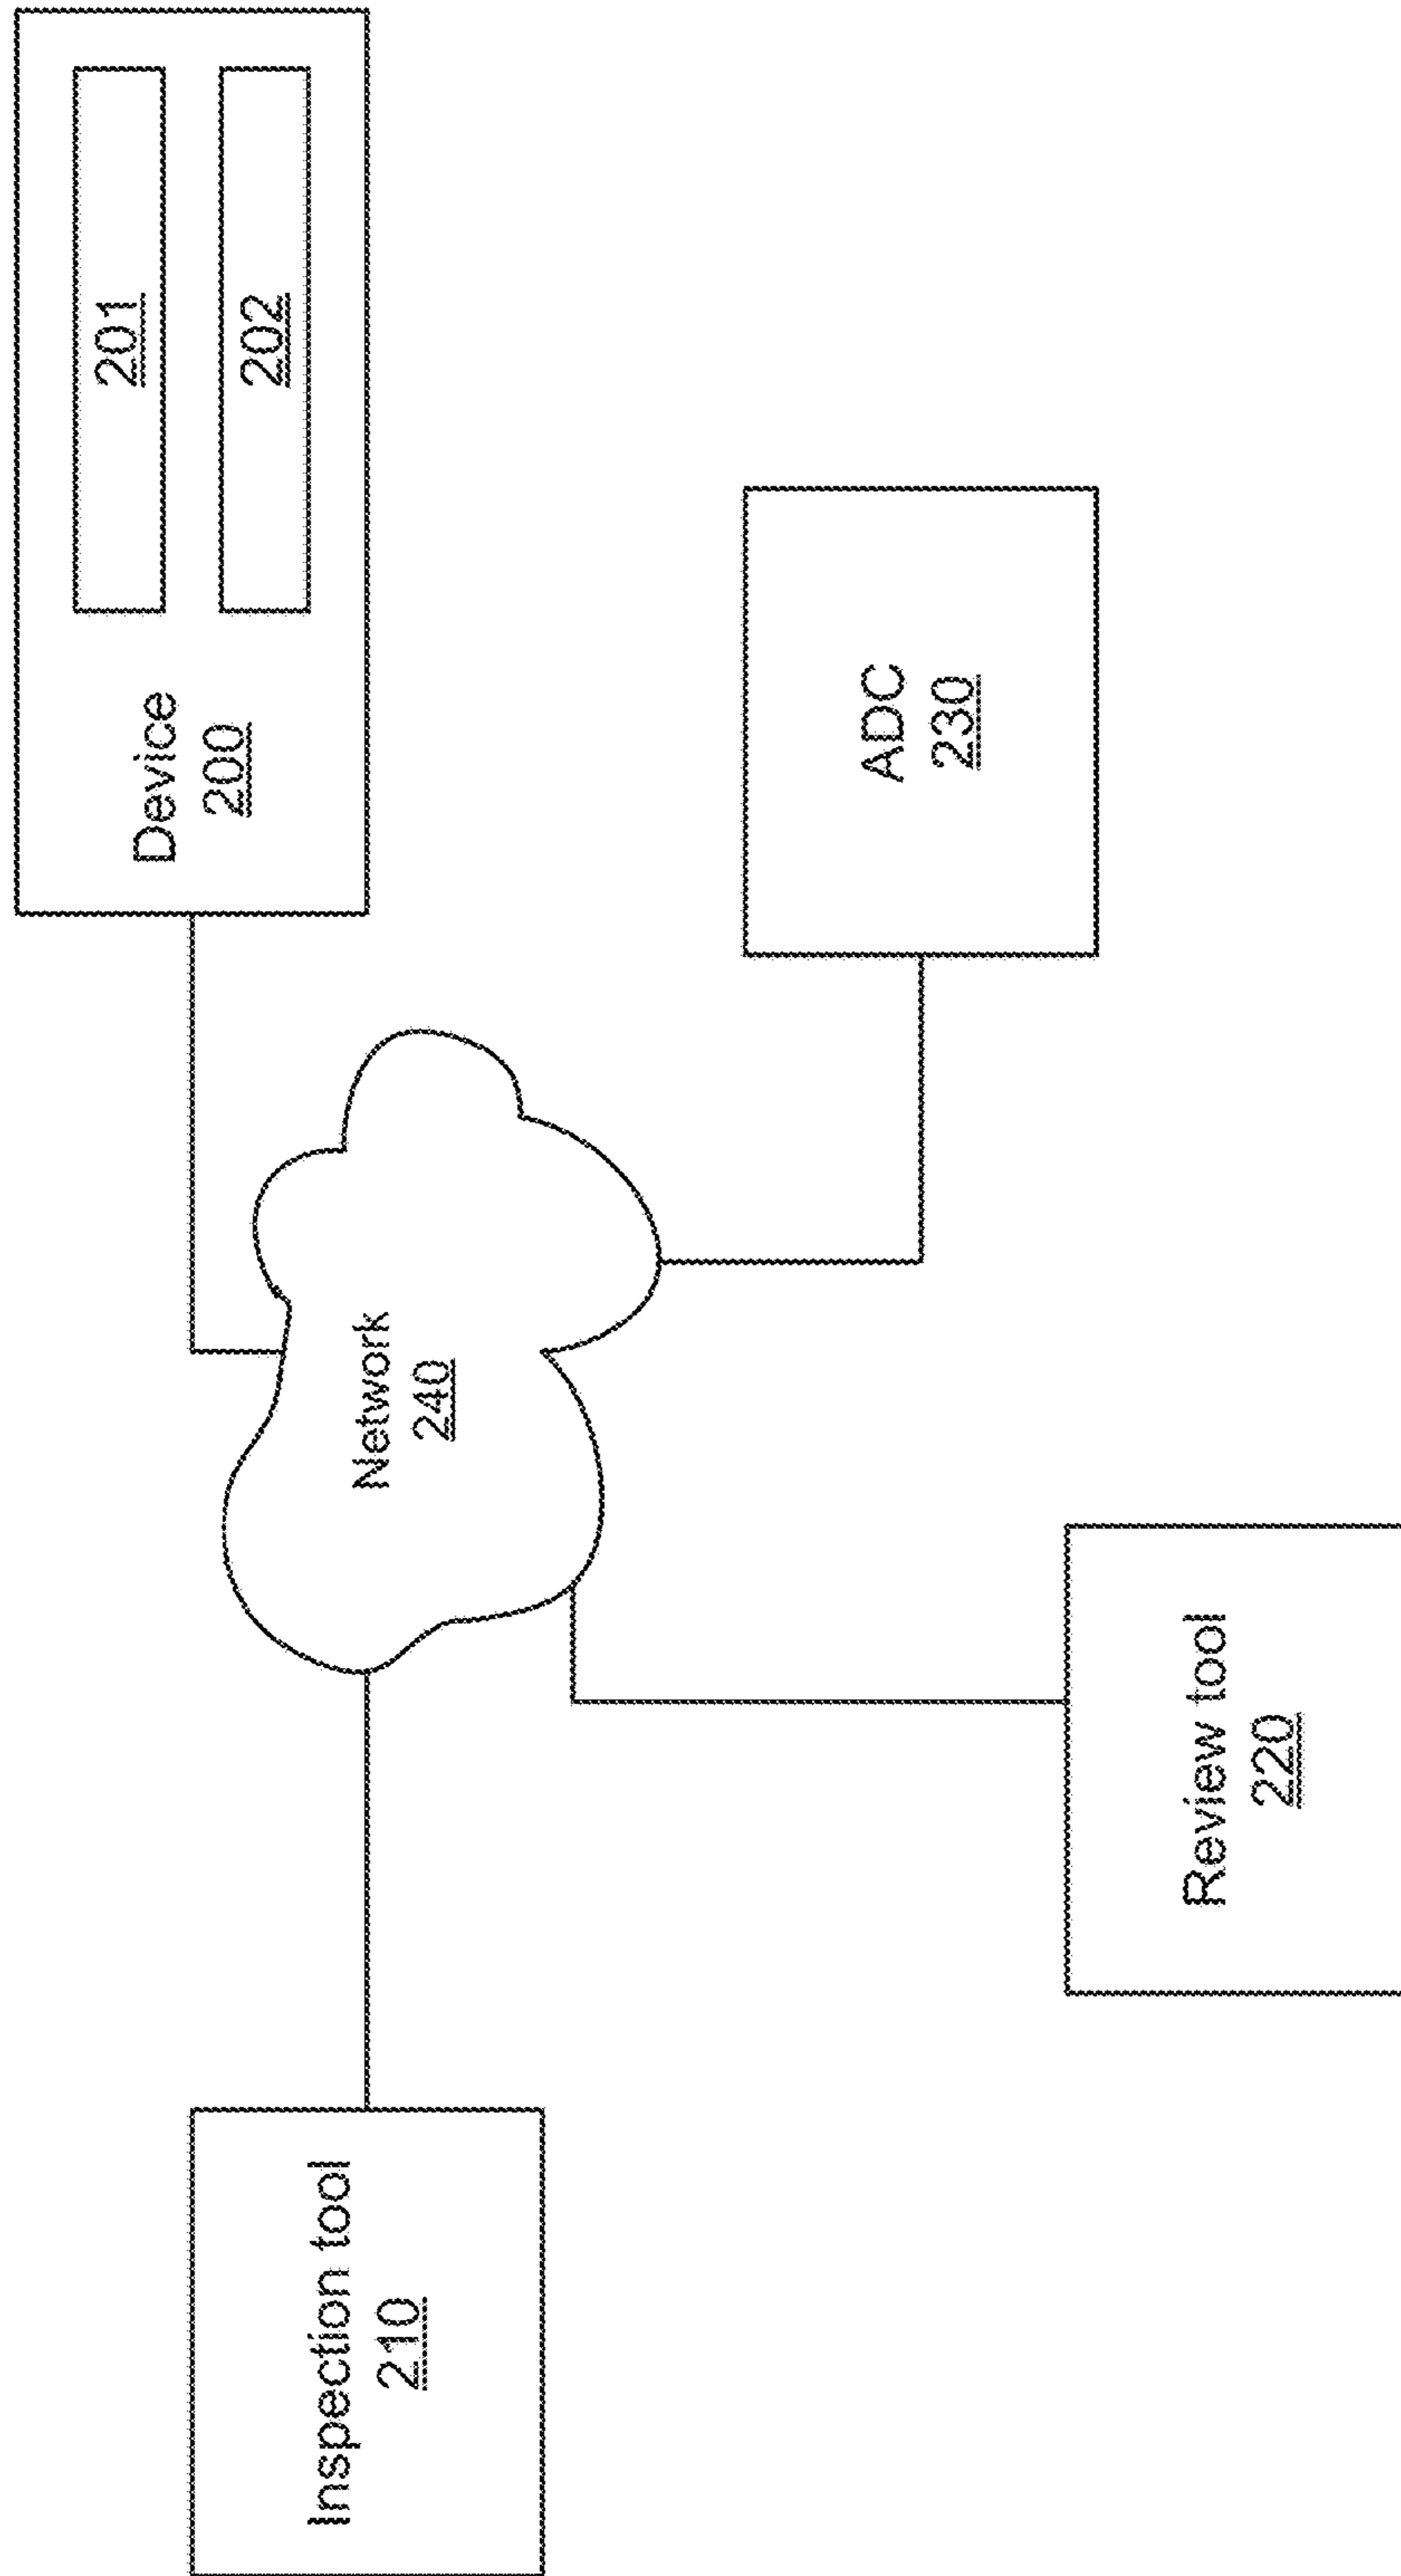 Inspection tool
210
Network
240
Device
200
201
202
ADC
230
Review tool
220